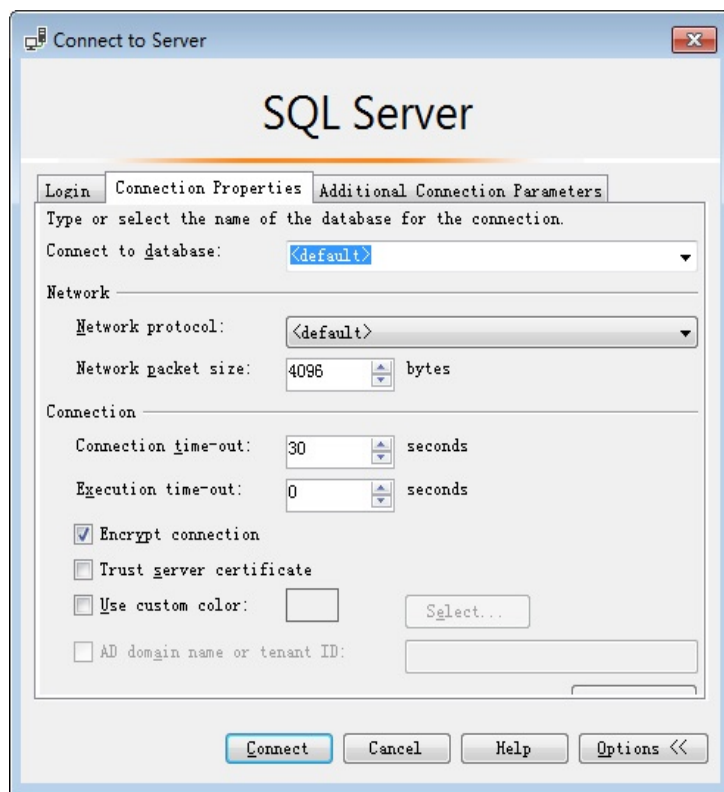 Connect to Server
SQL Server
Login Connection Properties Additional Connection Parameters
Type or select the name of the database for the connection.
Connect to database: <default>
Network
Network protocol: <default>
Network packet size: 4096 bytes
Connection
Connection time-out: 30 seconds
Execution time-out: 0 seconds
Encrypt connection
Trust server certificate
Use custom color: Select...
AD domain name or tenant ID:
Connect Cancel Help Options <<